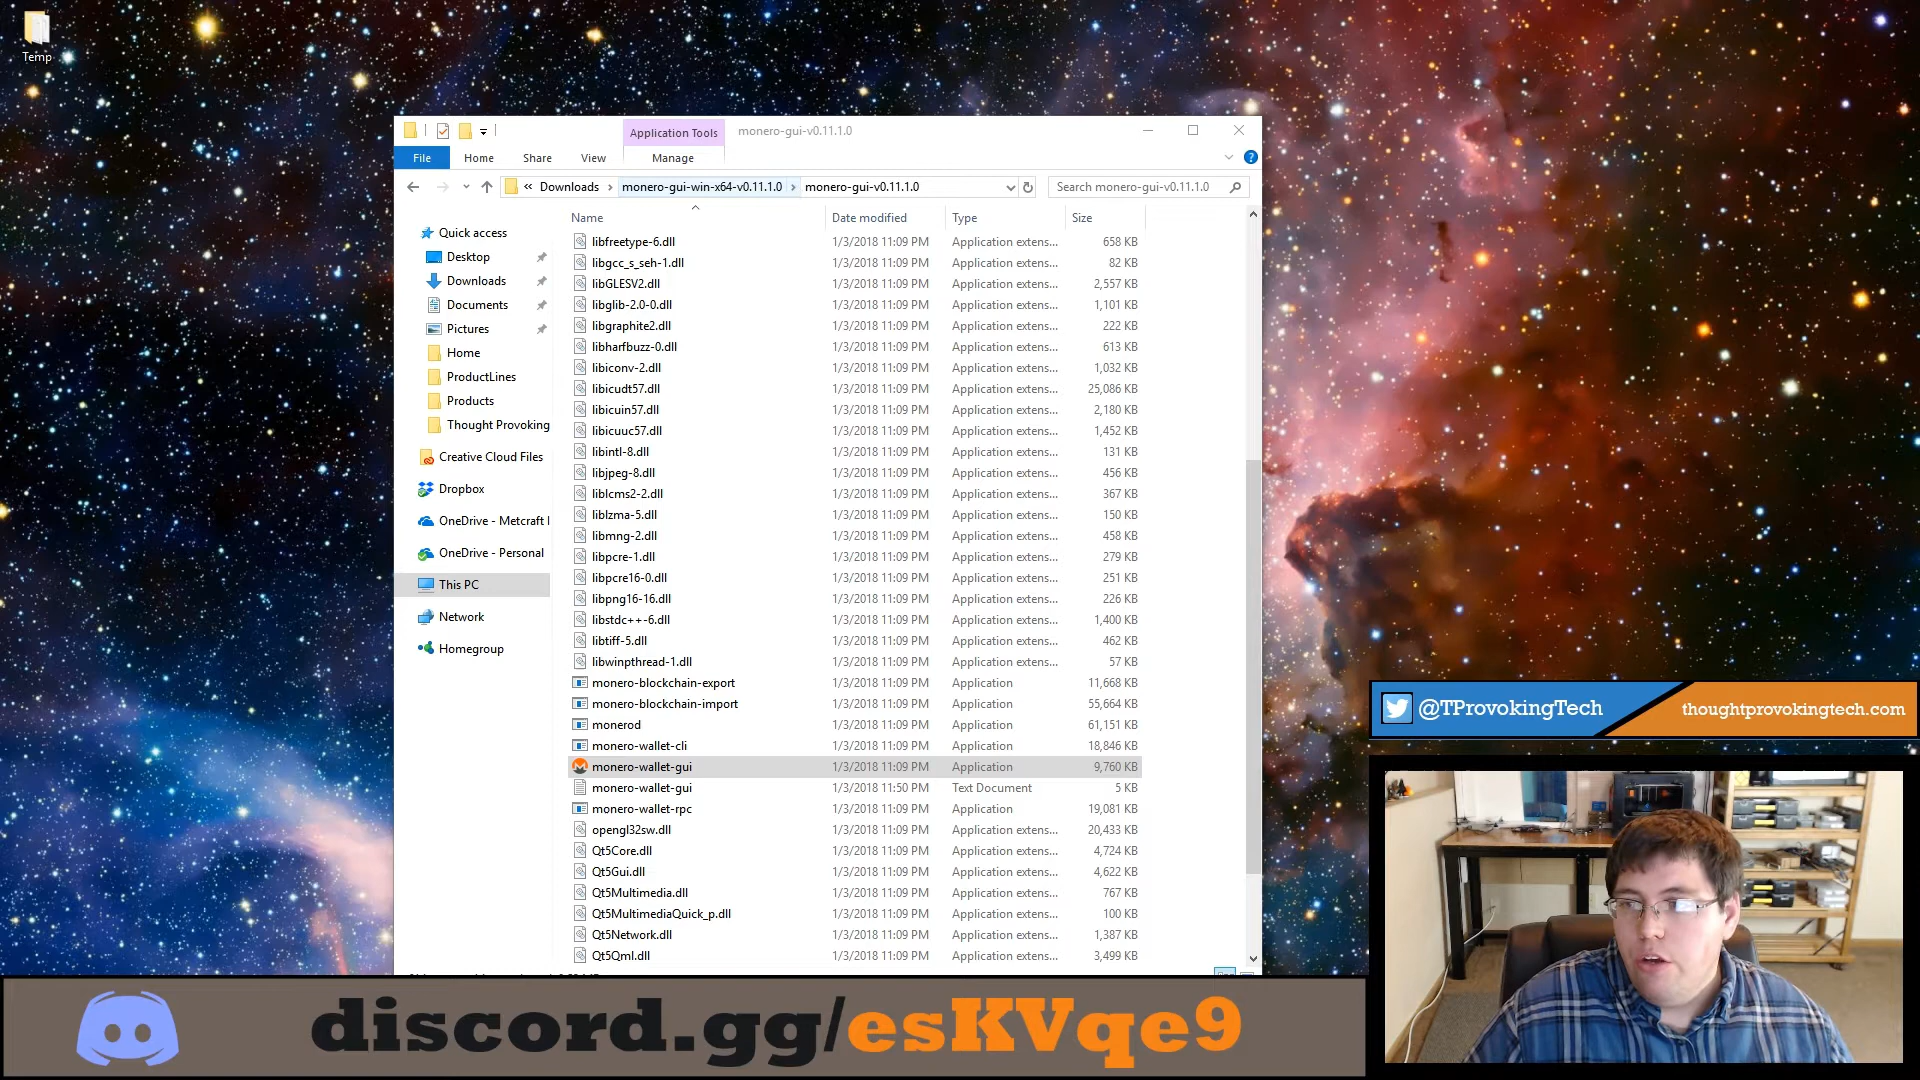 Temp
Application Tools
monero-gui-v0.11.1.0
File
Home
Share
View
Manage
« Downloads > monero-gui-win-x64-v0.11.1.0 > monero-gui-v0.11.1.0
Search monero-gui-v0.11.1.0
Quick access
Desktop
Downloads
Documents
Pictures
Home
ProductLines
Products
Thought Provoking
Creative Cloud Files
Dropbox
OneDrive - Metcraft I
OneDrive - Personal
This PC
Network
Homegroup
Name Date modified Type Size
libfreetype-6.dll 1/3/2018 11:09 PM Application extens... 658 KB
libgcc_s_seh-1.dll 1/3/2018 11:09 PM Application extens... 82 KB
libGLESV2.dll 1/3/2018 11:09 PM Application extens... 2,557 KB
libglib-2.0-0.dll 1/3/2018 11:09 PM Application extens... 1,101 KB
libgraphite2.dll 1/3/2018 11:09 PM Application extens... 222 KB
libharfbuzz-0.dll 1/3/2018 11:09 PM Application extens... 613 KB
libiconv-2.dll 1/3/2018 11:09 PM Application extens... 1,032 KB
libicudt57.dll 1/3/2018 11:09 PM Application extens... 25,086 KB
libicuin57.dll 1/3/2018 11:09 PM Application extens... 2,180 KB
libicuuc57.dll 1/3/2018 11:09 PM Application extens... 1,452 KB
libintl-8.dll 1/3/2018 11:09 PM Application extens... 131 KB
libjpeg-8.dll 1/3/2018 11:09 PM Application extens... 456 KB
liblcms2-2.dll 1/3/2018 11:09 PM Application extens... 367 KB
liblzma-5.dll 1/3/2018 11:09 PM Application extens... 150 KB
libmng-2.dll 1/3/2018 11:09 PM Application extens... 458 KB
libpcre-1.dll 1/3/2018 11:09 PM Application extens... 279 KB
libpcre16-0.dll 1/3/2018 11:09 PM Application extens... 251 KB
libpng16-16.dll 1/3/2018 11:09 PM Application extens... 226 KB
libstdc++-6.dll 1/3/2018 11:09 PM Application extens... 1,400 KB
libtiff-5.dll 1/3/2018 11:09 PM Application extens... 462 KB
libwinpthread-1.dll 1/3/2018 11:09 PM Application extens... 57 KB
monero-blockchain-export 1/3/2018 11:09 PM Application 11,668 KB
monero-blockchain-import 1/3/2018 11:09 PM Application 55,664 KB
monerod 1/3/2018 11:09 PM Application 61,151 KB
monero-wallet-cli 1/3/2018 11:09 PM Application 18,846 KB
monero-wallet-gui 1/3/2018 11:09 PM Application 9,760 KB
monero-wallet-gui 1/3/2018 11:50 PM Text Document 5 KB
monero-wallet-rpc 1/3/2018 11:09 PM Application 19,081 KB
opengl32sw.dll 1/3/2018 11:09 PM Application extens... 20,433 KB
Qt5Core.dll 1/3/2018 11:09 PM Application extens... 4,724 KB
Qt5Gui.dll 1/3/2018 11:09 PM Application extens... 4,622 KB
Qt5Multimedia.dll 1/3/2018 11:09 PM Application extens... 767 KB
Qt5MultimediaQuick_p.dll 1/3/2018 11:09 PM Application extens... 100 KB
Qt5Network.dll 1/3/2018 11:09 PM Application extens... 1,387 KB
Qt5Qml.dll 1/3/2018 11:09 PM Application extens... 3,499 KB
@TProvokingTech
thoughtprovokingtech.com
discord.gg/esKVqe9